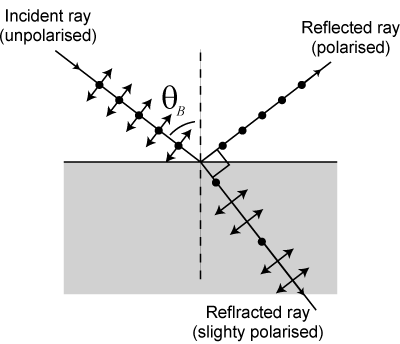 Incident ray
(unpolarised)
Reflected ray
(polarised)
θB
Reflracted ray
(slighty polarised)